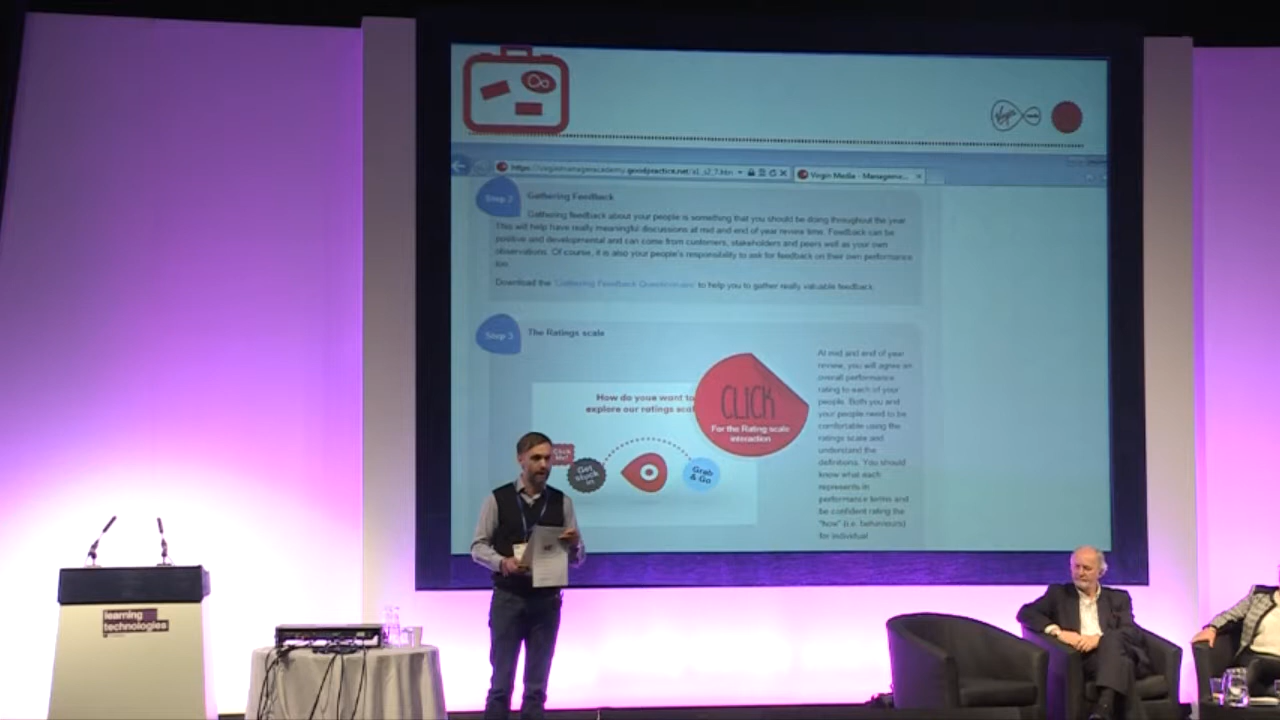 Virgin media
https://virginmanageracademy.goodpractice.net/v1_s2_7.htm
Virgin Media - Manageme...
Step 2
Gathering Feedback
Gathering feedback about your people is something that you should be doing throughout the year.
This will help have really meaningful discussions at mid and end of year review time. Feedback can be
positive and developmental and can come from customers, stakeholders and peers well as your own
observations. Of course, it is also your people's responsibility to ask for feedback on their own performance
too.
Download the 'Gathering Feedback Questionnaire' to help you to gather really valuable feedback.
Step 3
The Ratings scale
How do youe want to
explore our ratings scal
CLICK
For the Rating scale
interaction
Click
Me!
Get
stuck
in
Grab
& Go
At mid and end of year
review, you will agree an
overall performance
rating to each of your
people. Both you and
your people need to be
comfortable using the
ratings scale and
understand the
definitions. You should
know what each
represents in
performance terms and
be confident rating the
"how" (i.e. behaviours)
for individual
learning
technologies